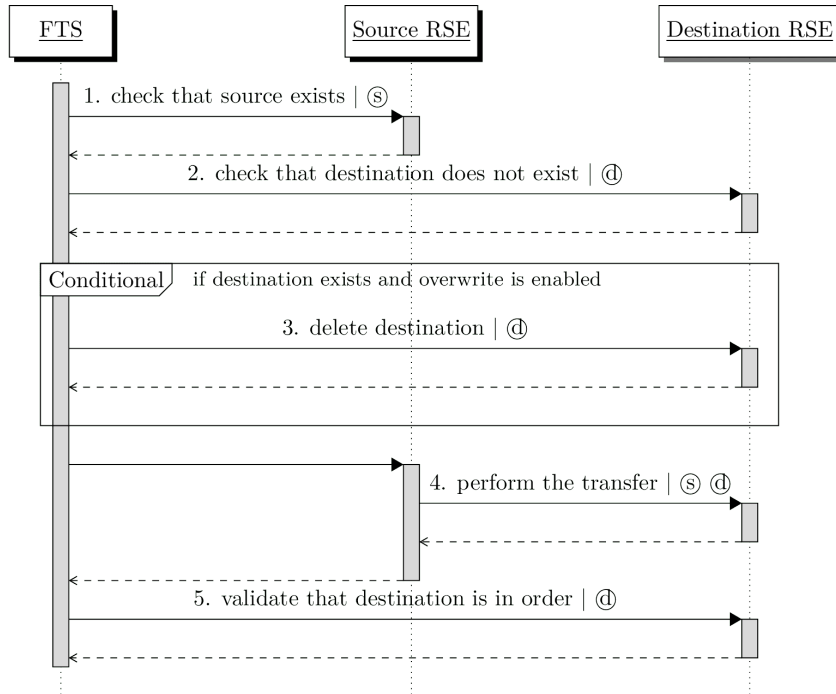 FTS
Source RSE
Destination RSE
1. check that source exists | ⓢ
2. check that destination does not exist | ⓓ
Conditional
if destination exists and overwrite is enabled
3. delete destination | ⓓ
4. perform the transfer | ⓢ ⓓ
5. validate that destination is in order | ⓓ